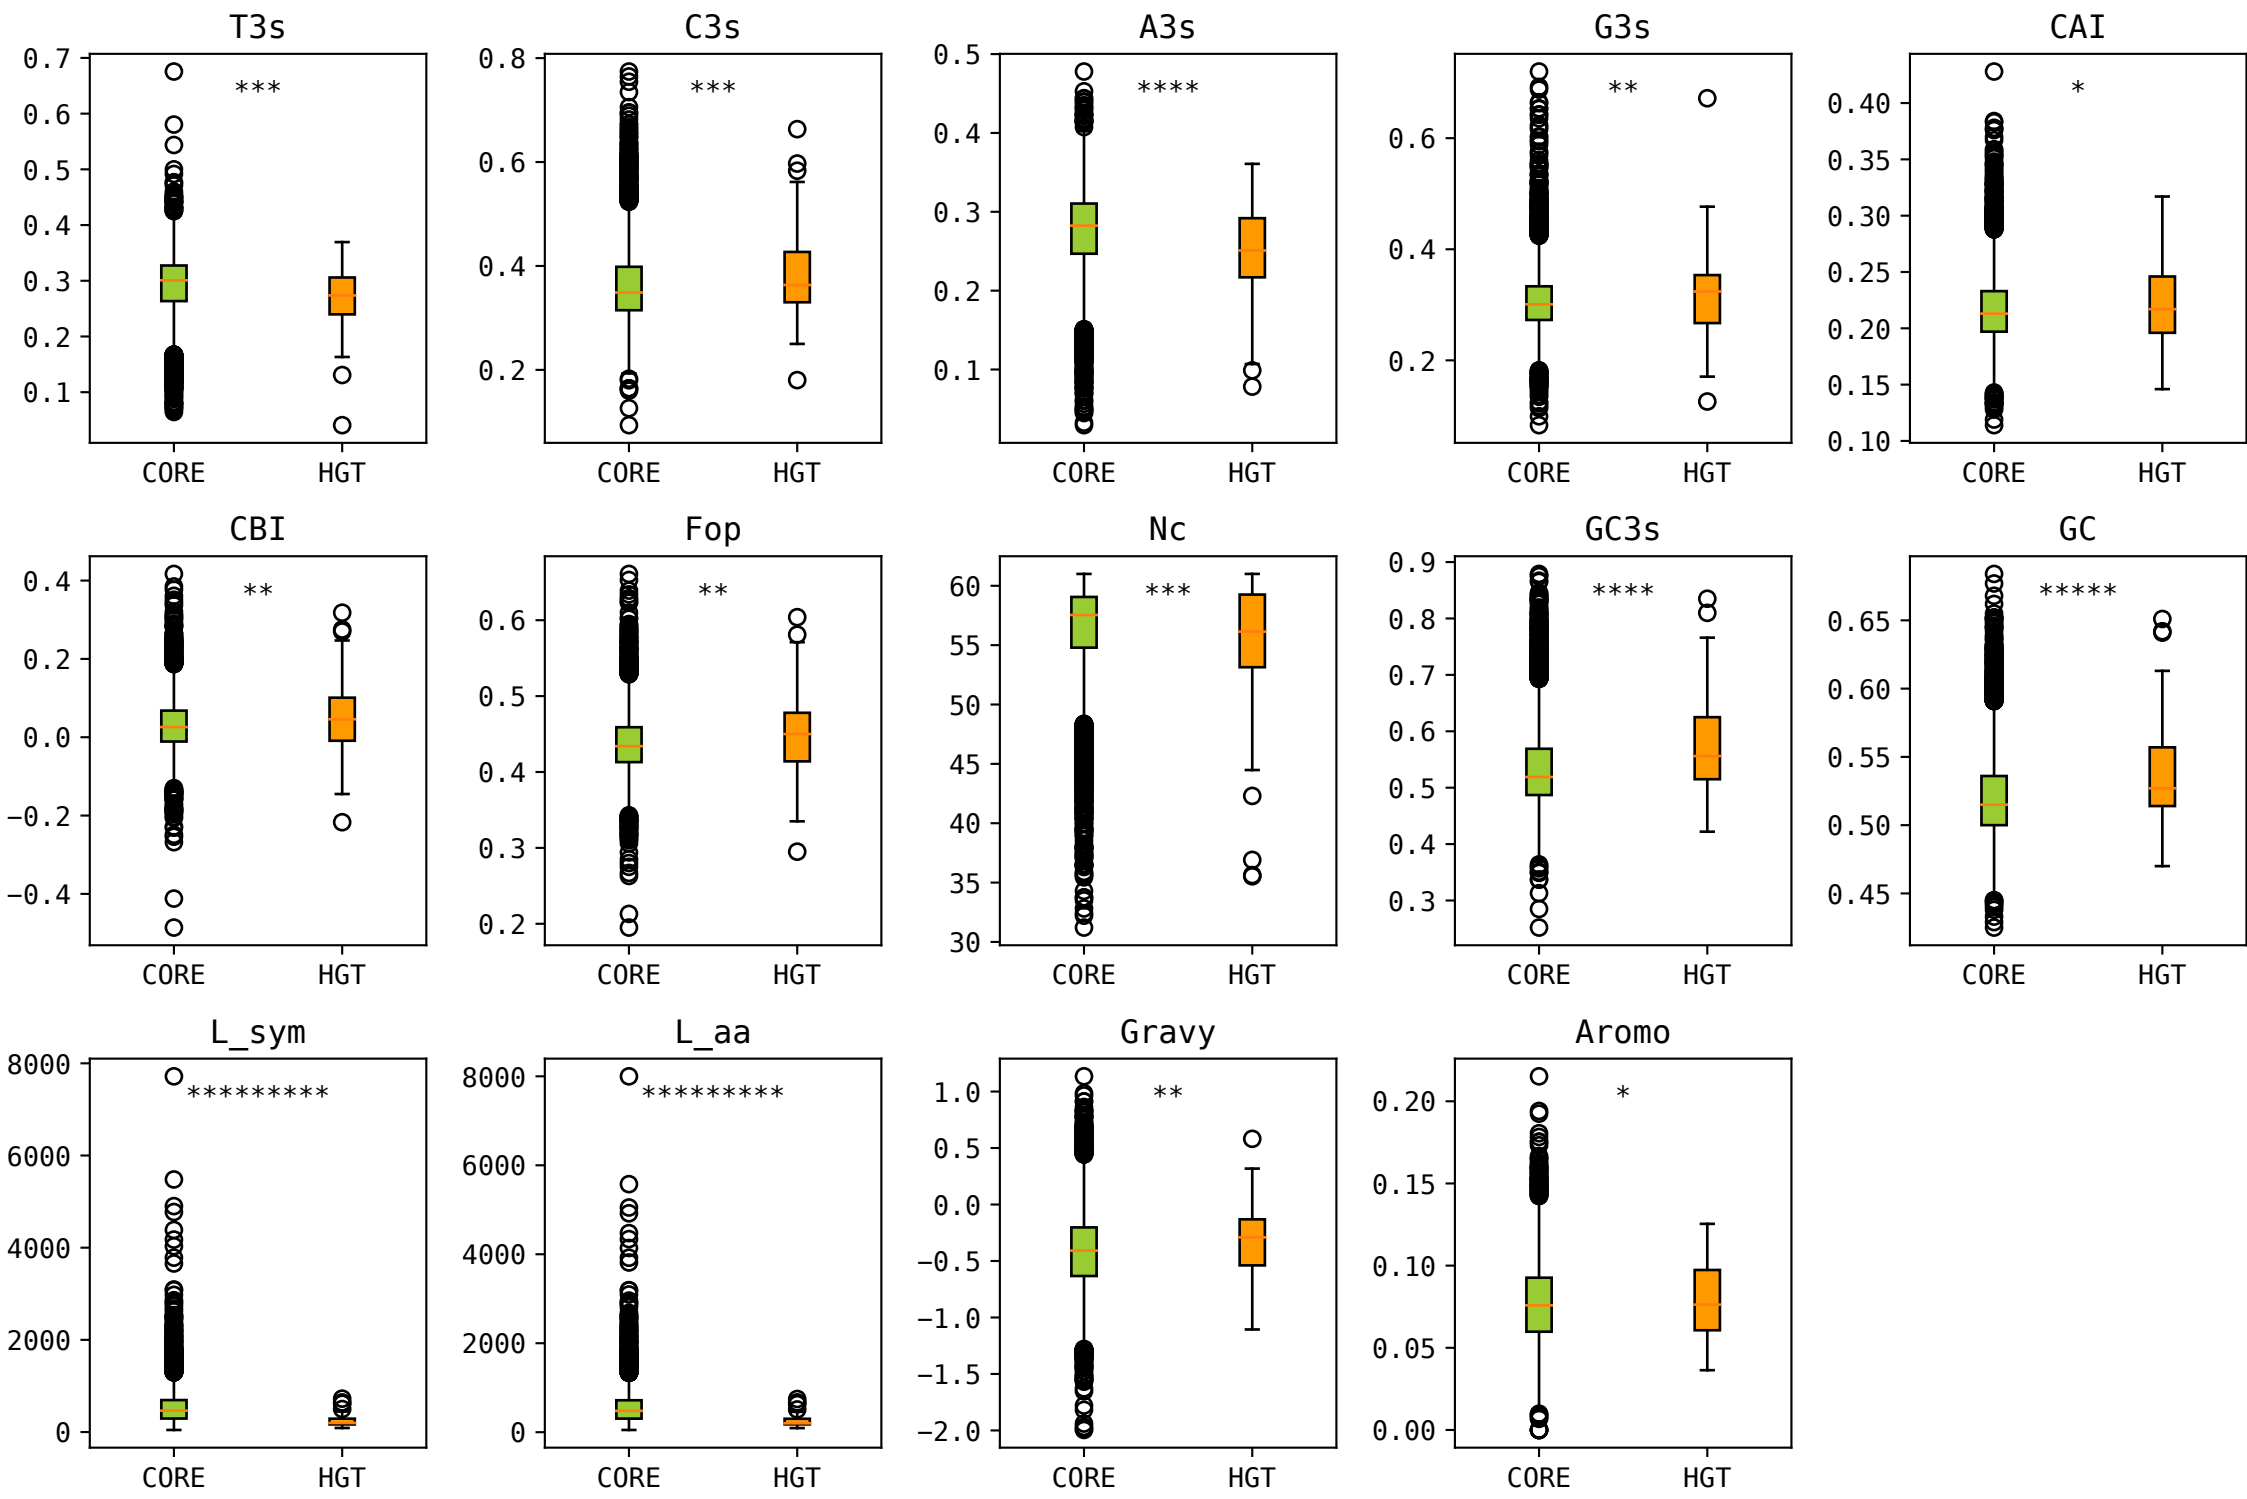 T3s C3s A3s G3s CAI
0.7 0.8 0.5 0.40
*** *** **** ** *
0.6 0.6 0.4 0.6 0.35
0.5 0.3 0.30
0.4 0.4 0.4 0.25
0.3 0.2 0.20
0.2 0.2 0.1 0.2 0.15
0.1 0.10
CORE HGT CORE HGT CORE HGT CORE HGT CORE HGT
CBI Fop Nc GC3s GC
** ** *** **** *****
0.4 0.6 60 0.9 0.65
0.2 0.5 55 0.8 0.60
0.0 0.4 50 0.7 0.55
−0.2 0.3 45 0.6 0.50
−0.4 0.2 40 0.5 0.45
35 0.4
30 0.3
CORE HGT CORE HGT CORE HGT CORE HGT CORE HGT
L_sym L_aa Gravy Aromo
********* ********* ** *
8000 8000 1.0 0.20
6000 6000 0.5 0.15
4000 4000 0.0 0.10
2000 2000 −0.5 0.05
0 0 −1.0 0.00
−1.5
−2.0
CORE HGT CORE HGT CORE HGT CORE HGT